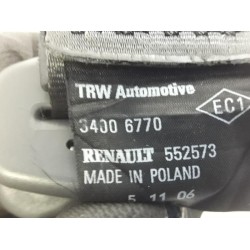 TRW Automotive
EC1
3400 6770
RENAULT 552573
MADE IN POLAND
5 11 06